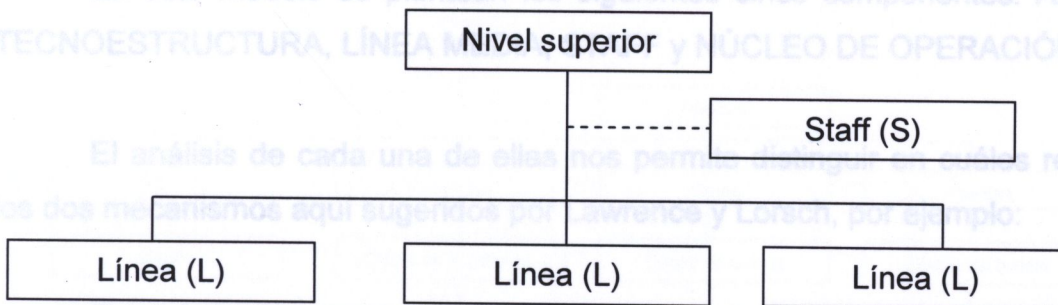 TECNOESTRUCTURA, LÍNEA y NÚCLEO DE OPERACIÓ
Nivel superior
Staff (S)
El análisis de cada una de ellas nos permite distinguir en cuáles
os dos mecanismos aquí sugeridos por Lawrence y Lorsch, por ejemplo:
Línea (L) Línea (L) Línea (L)